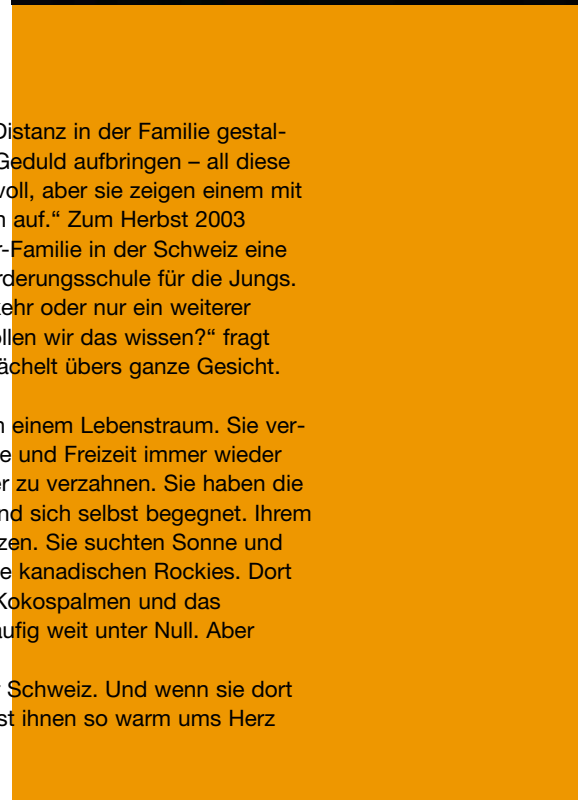 Distanz in der Familie gestal-
Geduld aufbringen – all diese
voll, aber sie zeigen einem mit
auf.“ Zum Herbst 2003
-Familie in der Schweiz eine
rderungsschule für die Jungs.
kehr oder nur ein weiterer
llen wir das wissen?“ fragt
ächelt übers ganze Gesicht.
einem Lebenstraum. Sie ver-
e und Freizeit immer wieder
er zu verzahnen. Sie haben die
nd sich selbst begegnet. Ihrem
zen. Sie suchten Sonne und
e kanadischen Rockies. Dort
Kokospalmen und das
ufig weit unter Null. Aber
Schweiz. Und wenn sie dort
st ihnen so warm ums Herz